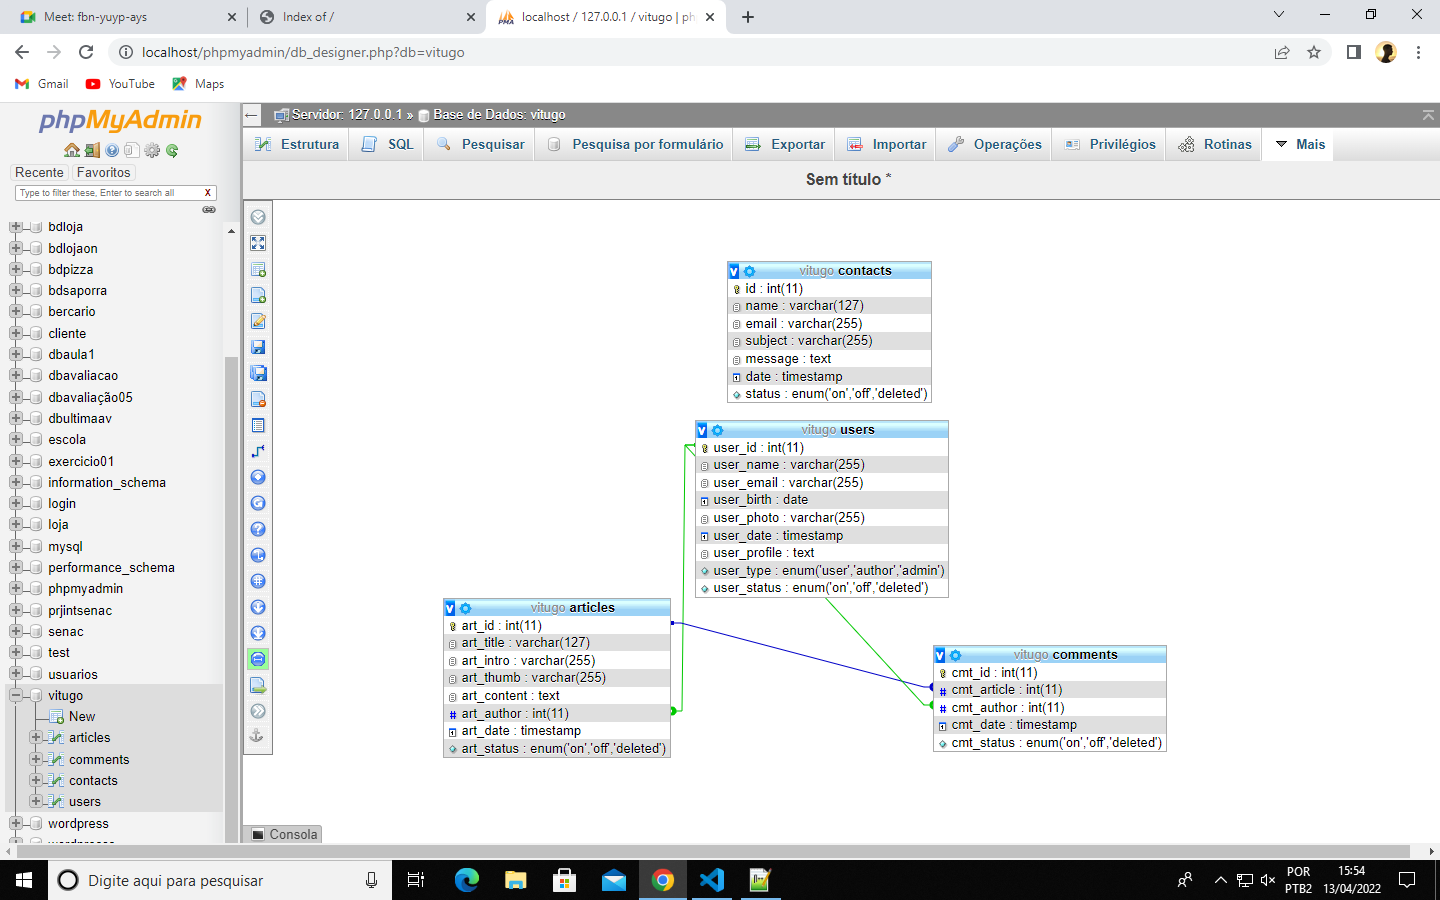 Meet: fbn-yuyp-ays
Index of /
localhost / 127.0.0.1 / vitugo | ph
localhost/phpmyadmin/db_designer.php?db=vitugo
Gmail
YouTube
Maps
phpMyAdmin
Recente
Favoritos
Type to filter these, Enter to search all
X
bdloja
bdlojaon
bdpizza
bdsaporra
bercario
cliente
dbaula1
dbavaliacao
dbavaliação05
dbultimaav
escola
exercicio01
information_schema
login
loja
mysql
performance_schema
phpmyadmin
prjintsenac
senac
test
usuarios
vitugo
New
articles
comments
contacts
users
wordpress
Servidor: 127.0.0.1 » Base de Dados: vitugo
Estrutura
SQL
Pesquisar
Pesquisa por formulário
Exportar
Importar
Operações
Privilégios
Rotinas
Mais
Sem título *
vitugo contacts
id : int(11)
name : varchar(127)
email : varchar(255)
subject : varchar(255)
message : text
date : timestamp
status : enum('on','off','deleted')
vitugo users
user_id : int(11)
user_name : varchar(255)
user_email : varchar(255)
user_birth : date
user_photo : varchar(255)
user_date : timestamp
user_profile : text
user_type : enum('user','author','admin')
user_status : enum('on','off','deleted')
vitugo articles
art_id : int(11)
art_title : varchar(127)
art_intro : varchar(255)
art_thumb : varchar(255)
art_content : text
art_author : int(11)
art_date : timestamp
art_status : enum('on','off','deleted')
vitugo comments
cmt_id : int(11)
cmt_article : int(11)
cmt_author : int(11)
cmt_date : timestamp
cmt_status : enum('on','off','deleted')
Consola
Digite aqui para pesquisar
POR
PTB2
15:54
13/04/2022